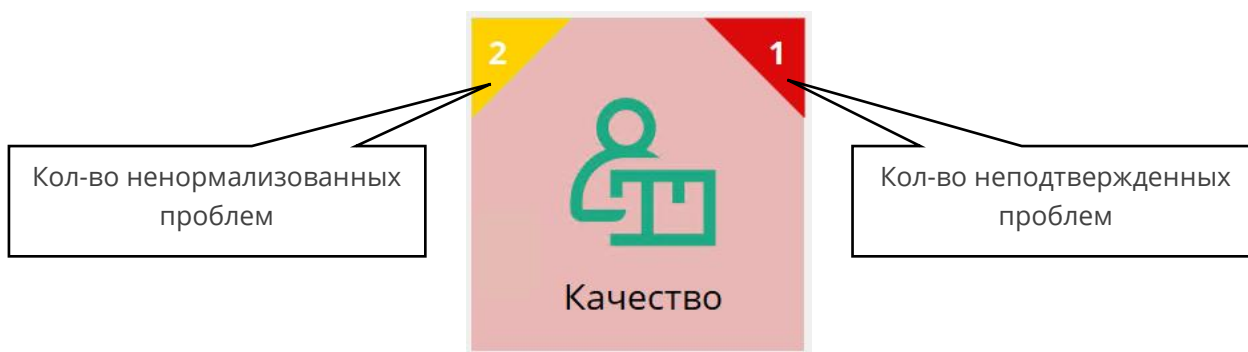 2
1
Кол-во ненормализованных
проблем
Кол-во неподтвержденных
проблем
Качество